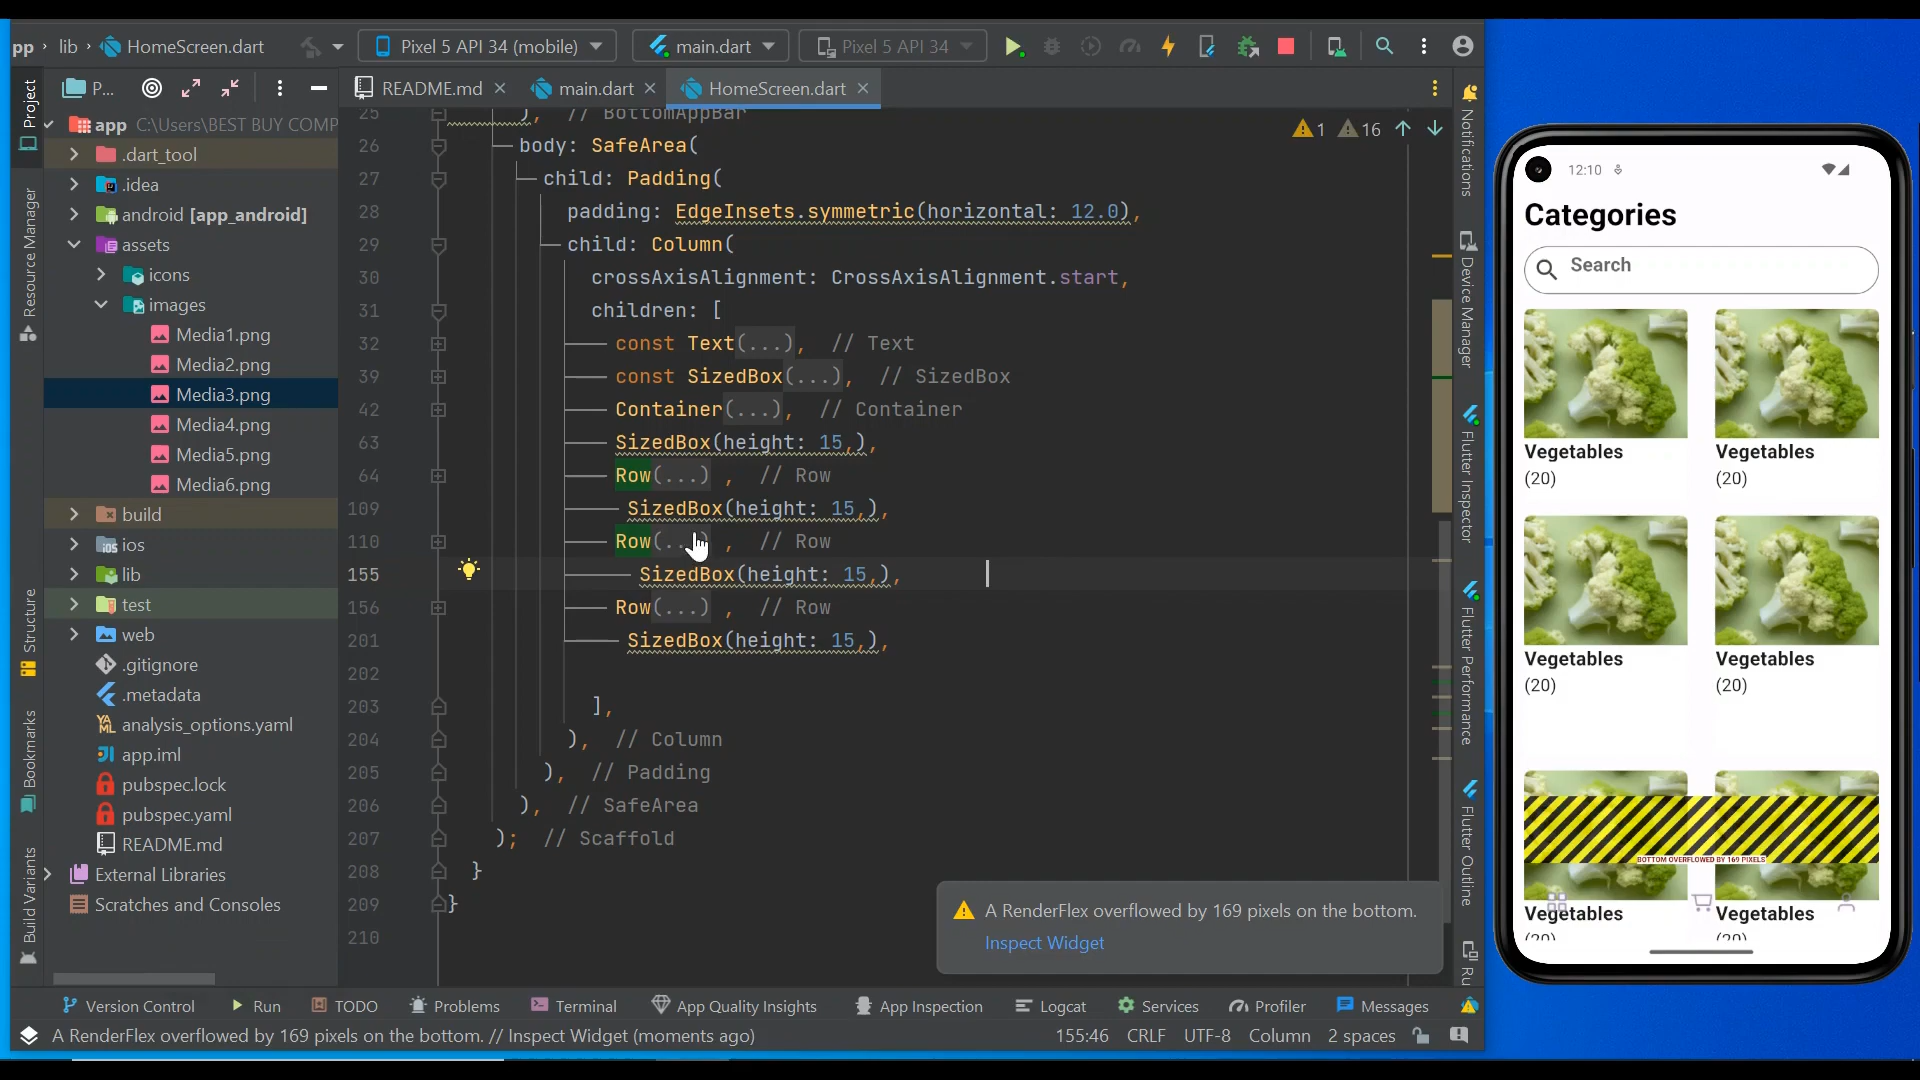 pp › lib › HomeScreen.dart
Pixel 5 API 34 (mobile)
main.dart
Pixel 5 API 34
P...
README.md
main.dart
HomeScreen.dart
Project
Resource Manager
Structure
Bookmarks
Build Variants
app C:\Users\BEST BUY COMP
.dart_tool
.idea
android [app_android]
assets
icons
images
Media1.png
Media2.png
Media3.png
Media4.png
Media5.png
Media6.png
build
ios
lib
test
web
.gitignore
.metadata
analysis_options.yaml
app.iml
pubspec.lock
pubspec.yaml
README.md
External Libraries
Scratches and Consoles
1 16
25 ), // BottomAppBar
26 body: SafeArea(
27 child: Padding(
28 padding: EdgeInsets.symmetric(horizontal: 12.0),
29 child: Column(
30 crossAxisAlignment: CrossAxisAlignment.start,
31 children: [
32 const Text(...), // Text
39 const SizedBox(...), // SizedBox
42 Container(...), // Container
63 SizedBox(height: 15,),
64 Row(...) , // Row
109 SizedBox(height: 15,),
110 Row(...) , // Row
155 SizedBox(height: 15,),
156 Row(...) , // Row
201 SizedBox(height: 15,),
202
203 ],
204 ), // Column
205 ), // Padding
206 ), // SafeArea
207 ); // Scaffold
208 }
209 }
210
A RenderFlex overflowed by 169 pixels on the bottom.
Inspect Widget
Notifications
Device Manager
Flutter Inspector
Flutter Performance
Flutter Outline
Ru
Version Control
Run
TODO
Problems
Terminal
App Quality Insights
App Inspection
Logcat
Services
Profiler
Messages
A RenderFlex overflowed by 169 pixels on the bottom. // Inspect Widget (moments ago)
155:46 CRLF UTF-8 Column 2 spaces
12:10
Categories
Search
Vegetables Vegetables
(20) (20)
Vegetables Vegetables
(20) (20)
BOTTOM OVERFLOWED BY 169 PIXELS
Vegetables Vegetables
(20) (20)